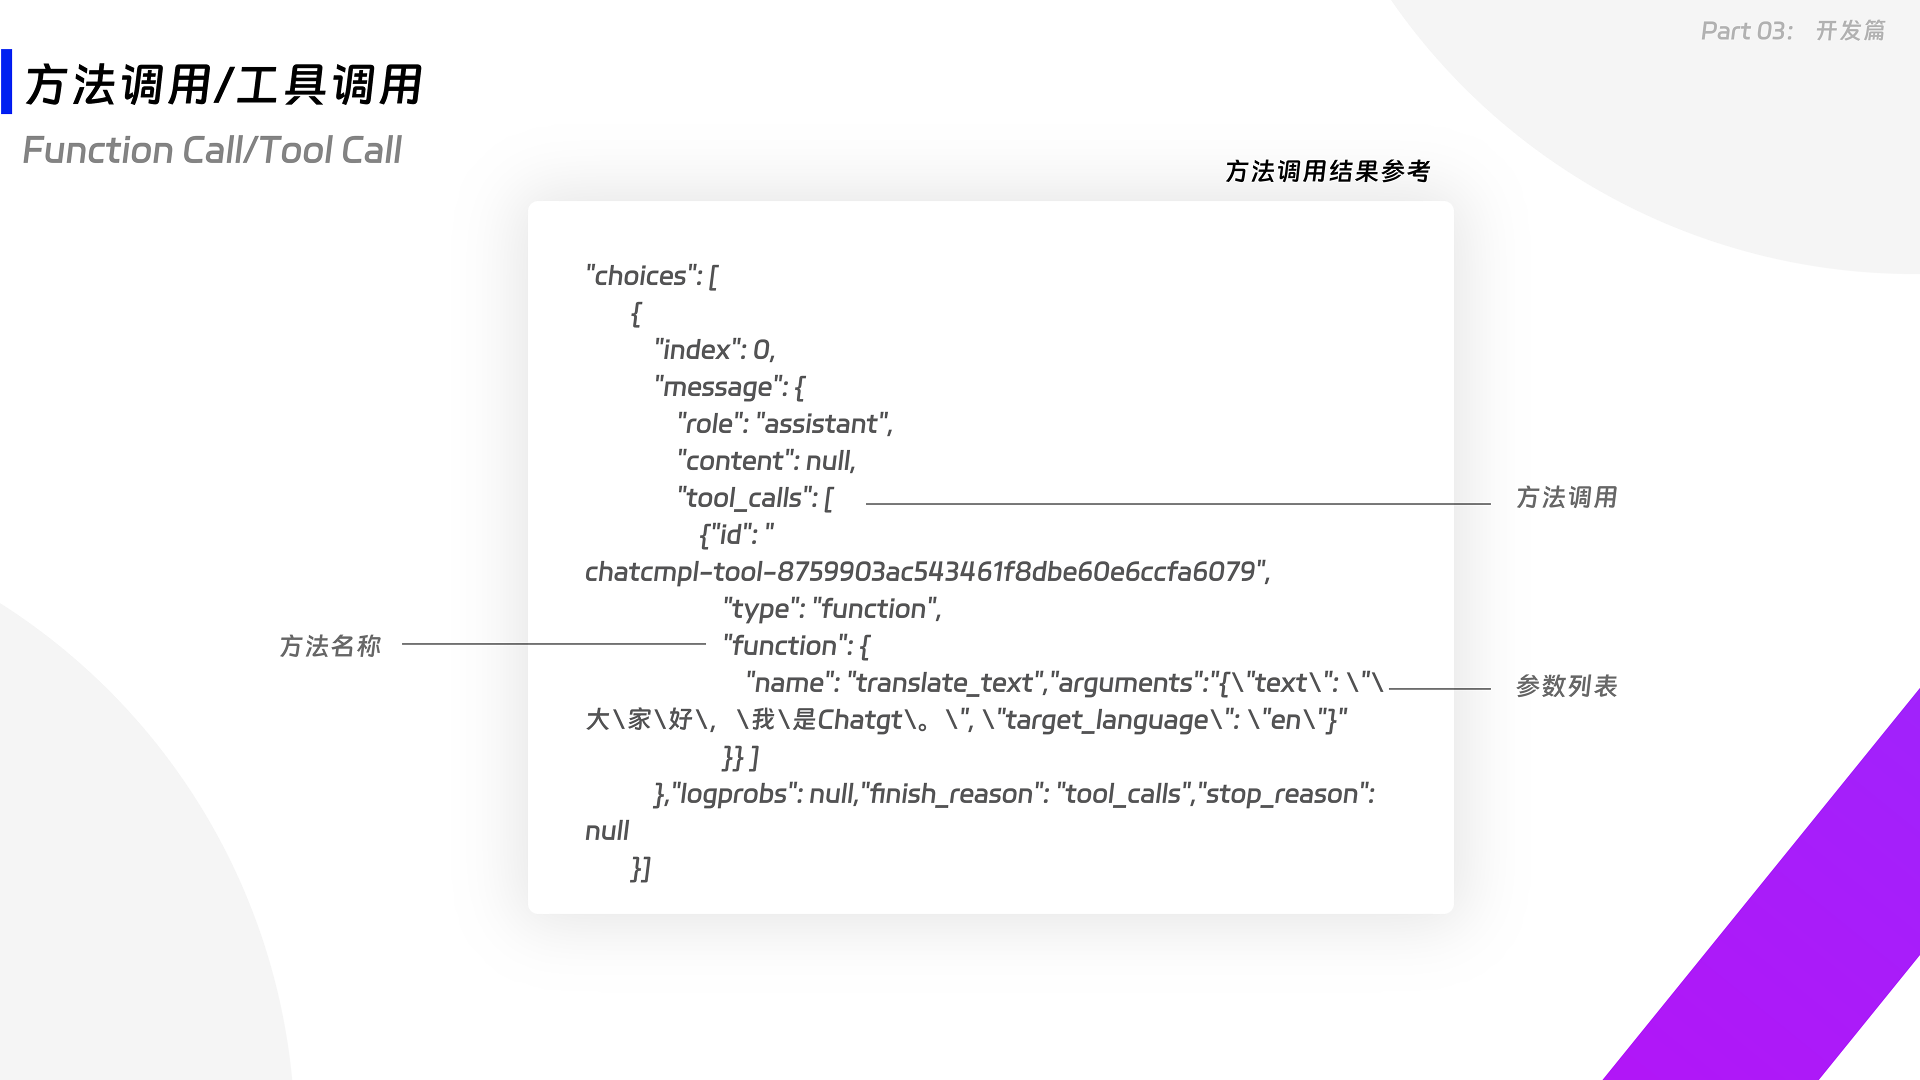 Part 03： 开发篇
方法调用/工具调用
Function Call/Tool Call
方法调用结果参考
"choices": [
{
"index": 0,
"message": {
"role": "assistant",
"content": null,
"tool_calls": [
方法调用
{"id": "
chatcmpl-tool-8759903ac543461f8dbe60e6ccfa6079",
"type": "function",
方法名称
"function": {
"name": "translate_text","arguments":"{\"text\": \"\
参数列表
大\家\好\，\我\是Chatgt\。\", \"target_language\": \"en\"}"
}} ]
},"logprobs": null,"finish_reason": "tool_calls","stop_reason":
null
}]